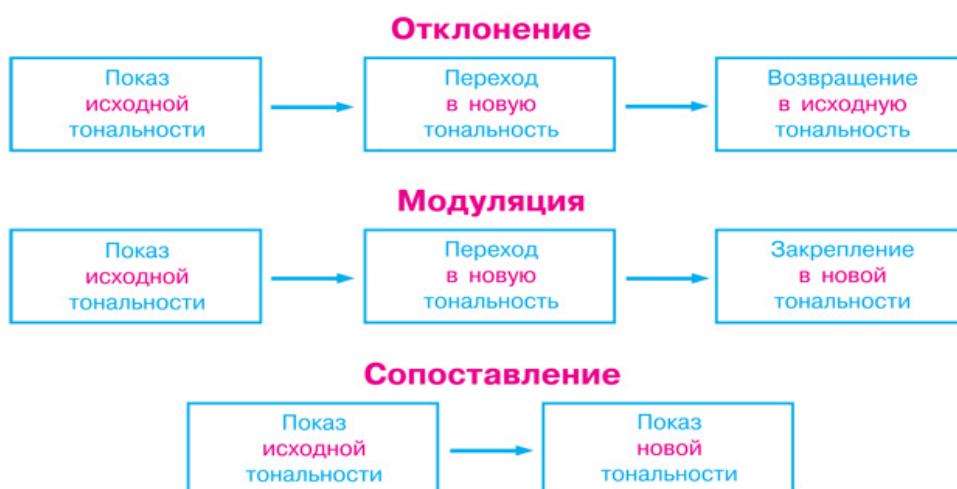 Отклонение
Показ
исходной
тональности
Переход
в новую
тональность
Возвращение
в исходную
тональность
Модуляция
Показ
исходной
тональности
Переход
в новую
тональность
Закрепление
в новой
тональности
Сопоставление
Показ
исходной
тональности
Показ
новой
тональности